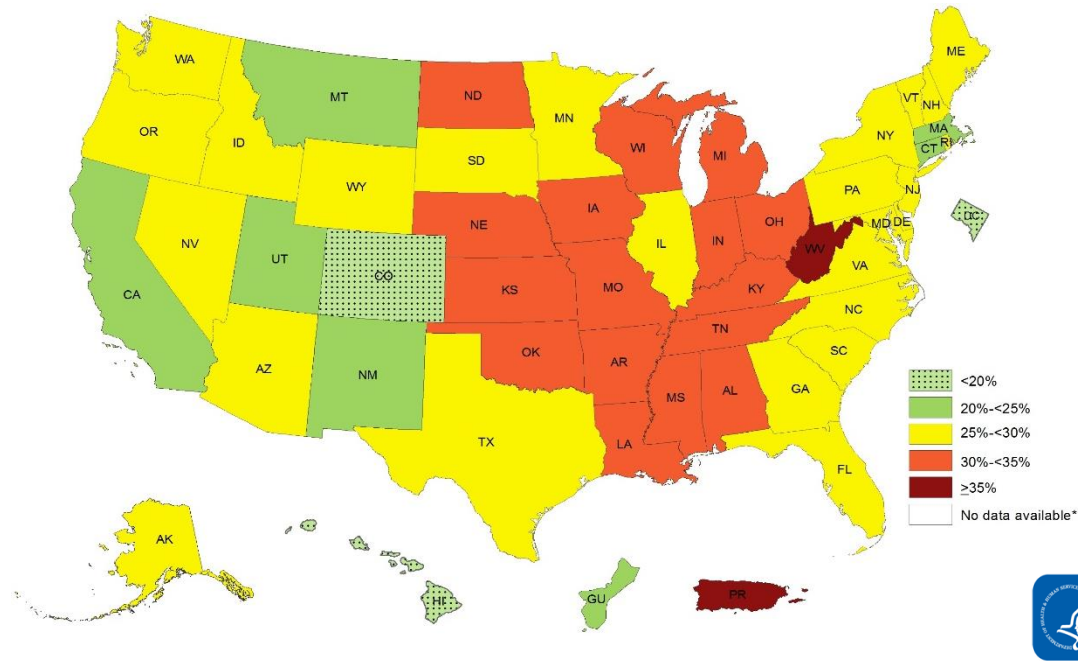 WA
MT
ND
MN
ME
VT
NH
OR
ID
SD
WI
NY
MA
RI
CT
WY
MI
PA
NJ
NE
IA
OH
MD
DE
DC
NV
UT
IL
IN
WV
CO
VA
CA
KS
MO
KY
NC
TN
AZ
NM
OK
AR
SC
MS
AL
GA
TX
LA
FL
AK
HI
GU
PR
<20%
20%-<25%
25%-<30%
30%-<35%
≥35%
No data available*